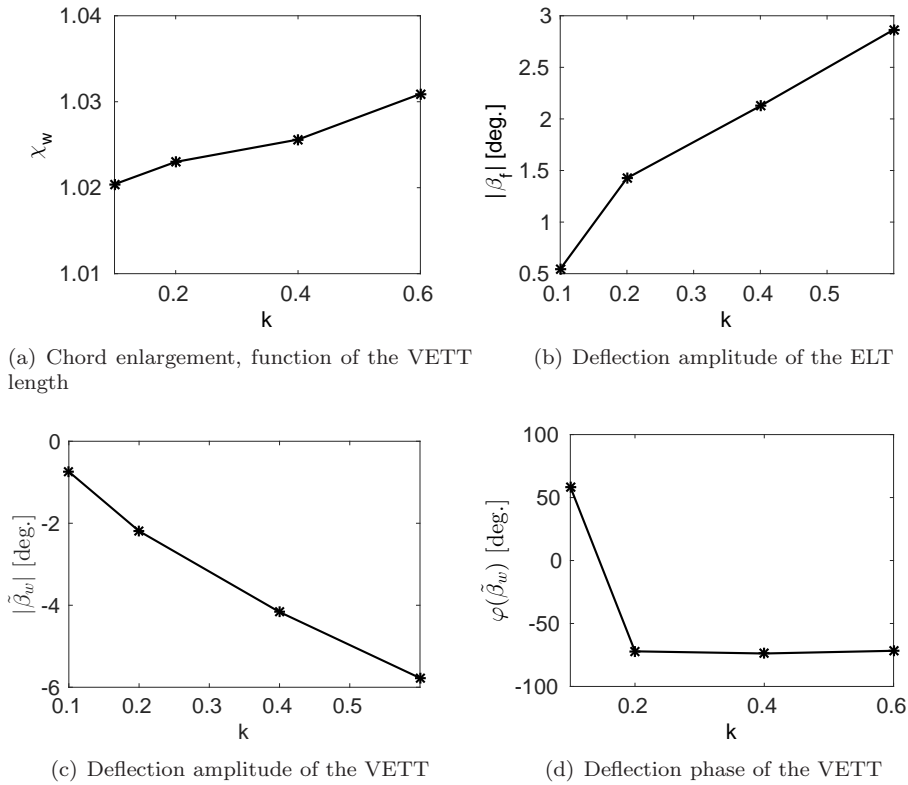 1.04
1.03
1.02
1.01
χw
0.2 0.4 0.6
k
(a) Chord enlargement, function of the VETT
length
3
2.5
2
1.5
1
0.5
|βf| [deg.]
0.1 0.2 0.3 0.4 0.5
k
(b) Deflection amplitude of the ELT
0
-2
-4
-6
|β̃w| [deg.]
0.1 0.2 0.3 0.4 0.5
k
(c) Deflection amplitude of the VETT
100
50
0
-50
-100
φ(β̃w) [deg.]
0.2 0.4 0.6
k
(d) Deflection phase of the VETT